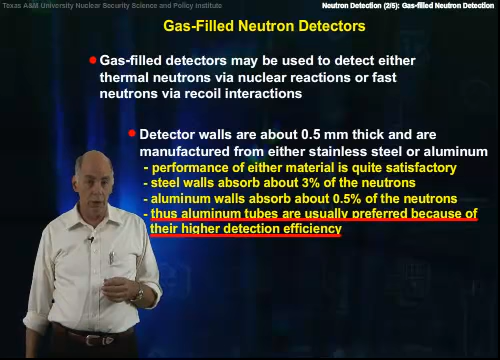 Texas A&M University Nuclear Security Science and Policy Institute
Neutron Detection (2/5): Gas-filled Neutron Detection
Gas-Filled Neutron Detectors
Gas-filled detectors may be used to detect either
thermal neutrons via nuclear reactions or fast
neutrons via recoil interactions
Detector walls are about 0.5 mm thick and are
manufactured from either stainless steel or aluminum
- performance of either material is quite satisfactory
- steel walls absorb about 3% of the neutrons
- aluminum walls absorb about 0.5% of the neutrons
- thus aluminum tubes are usually preferred because of
their higher detection efficiency